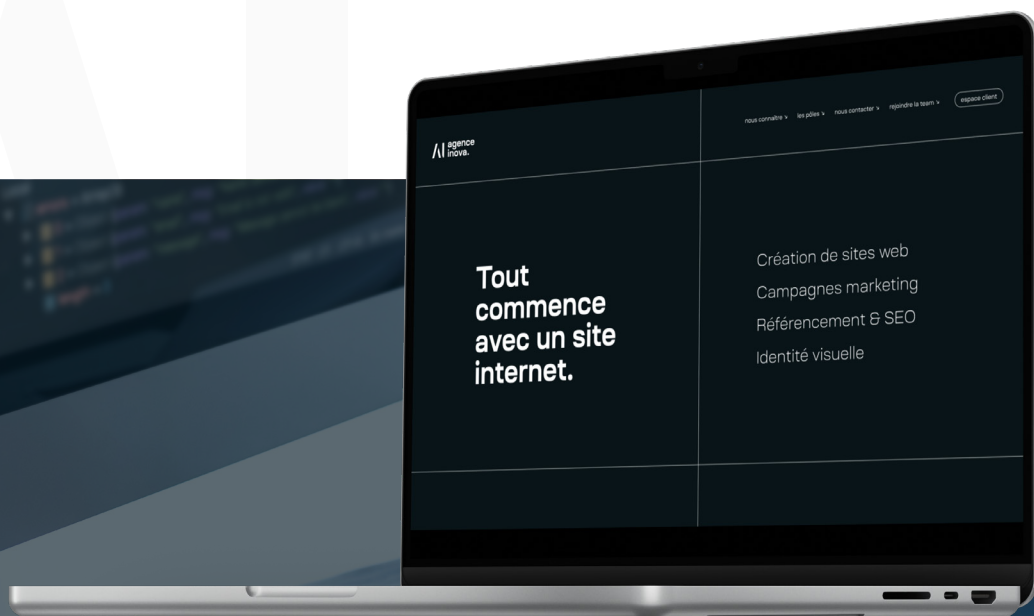 agence
inova.
nous connaître ↘ les pôles ↘ nous contacter ↘ rejoindre la team ↘ espace client
Tout
commence
avec un site
internet.
Création de sites web
Campagnes marketing
Référencement & SEO
Identité visuelle